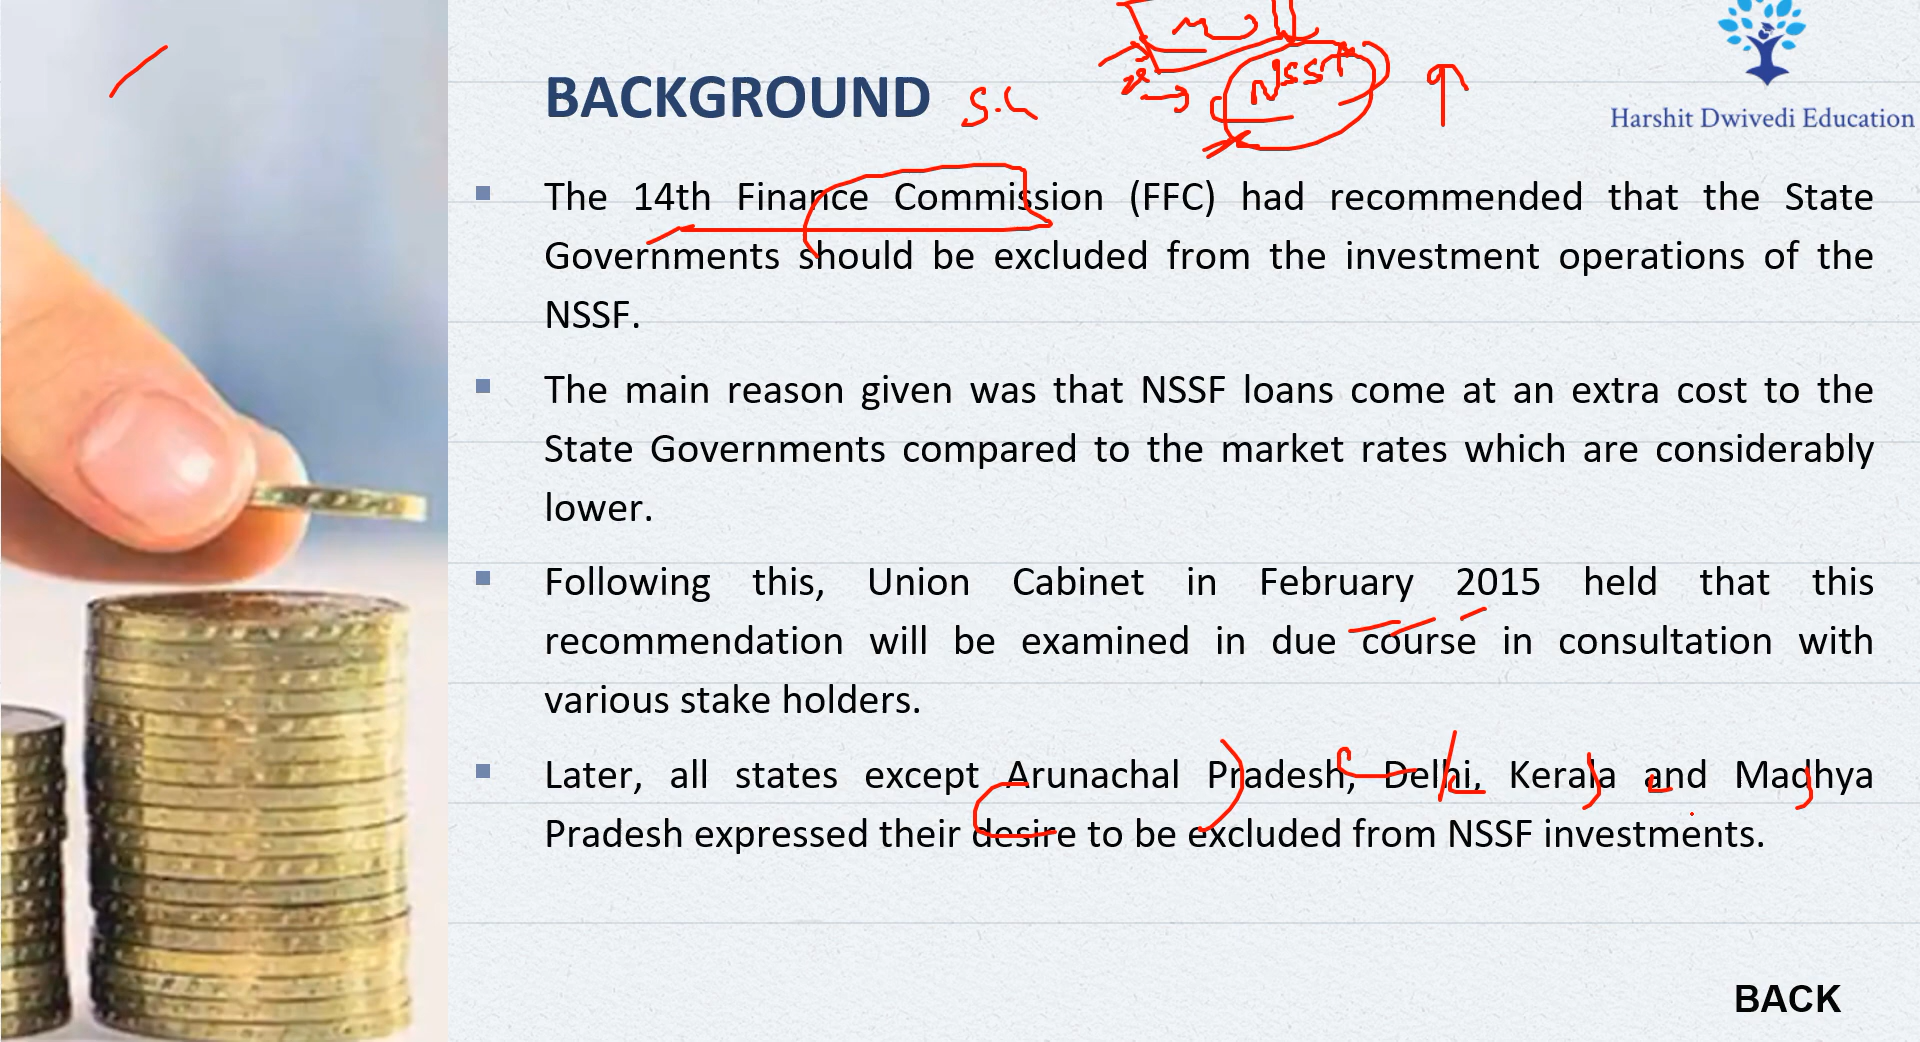 BACKGROUND
NSSF
Harshit Dwivedi Education
▪ The 14th Finance Commission (FFC) had recommended that the State
Governments should be excluded from the investment operations of the
NSSF.
▪ The main reason given was that NSSF loans come at an extra cost to the
State Governments compared to the market rates which are considerably
lower.
▪ Following this, Union Cabinet in February 2015 held that this
recommendation will be examined in due course in consultation with
various stake holders.
▪ Later, all states except Arunachal Pradesh, Delhi, Kerala and Madhya
Pradesh expressed their desire to be excluded from NSSF investments.
BACK